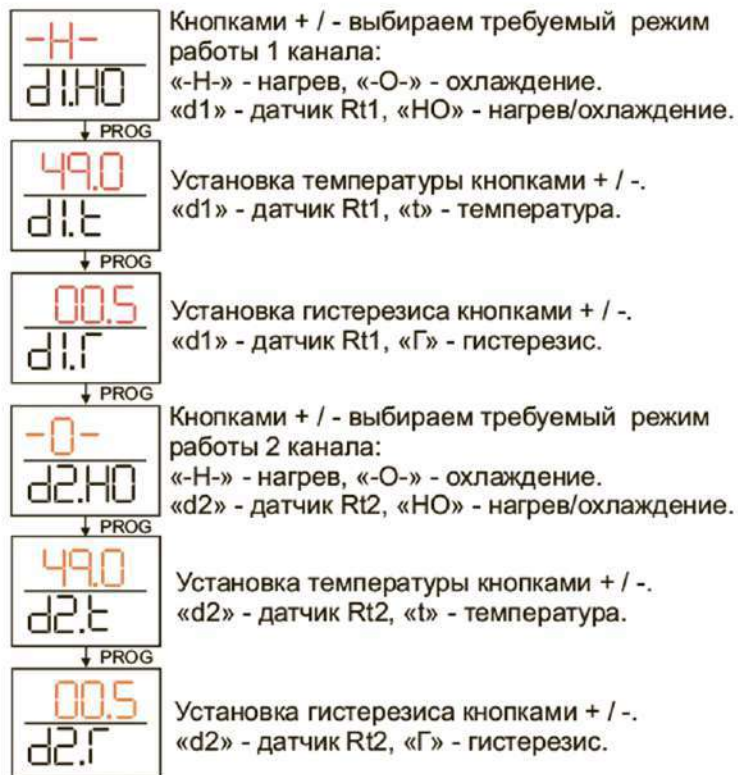 -H-
d1.HO
Кнопками + / - выбираем требуемый режим
работы 1 канала:
«-Н-» - нагрев, «-О-» - охлаждение.
«d1» - датчик Rt1, «НО» - нагрев/охлаждение.
PROG
49.0
d1.t
Установка температуры кнопками + / -.
«d1» - датчик Rt1, «t» - температура.
PROG
00.5
d1.Г
Установка гистерезиса кнопками + / -.
«d1» - датчик Rt1, «Г» - гистерезис.
PROG
-O-
d2.HO
Кнопками + / - выбираем требуемый режим
работы 2 канала:
«-Н-» - нагрев, «-О-» - охлаждение.
«d2» - датчик Rt2, «НО» - нагрев/охлаждение.
PROG
49.0
d2.t
Установка температуры кнопками + / -.
«d2» - датчик Rt2, «t» - температура.
PROG
00.5
d2.Г
Установка гистерезиса кнопками + / -.
«d2» - датчик Rt2, «Г» - гистерезис.